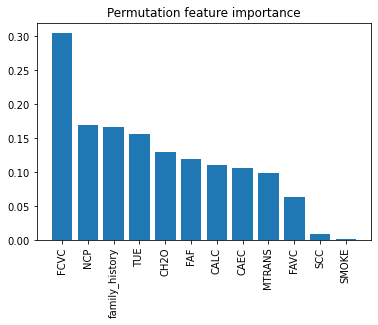 Permutation feature importance
0.30
0.25
0.20
0.15
0.10
0.05
0.00
FCVC
NCP
family_history
TUE
CH2O
FAF
CALC
CAEC
MTRANS
FAVC
SCC
SMOKE